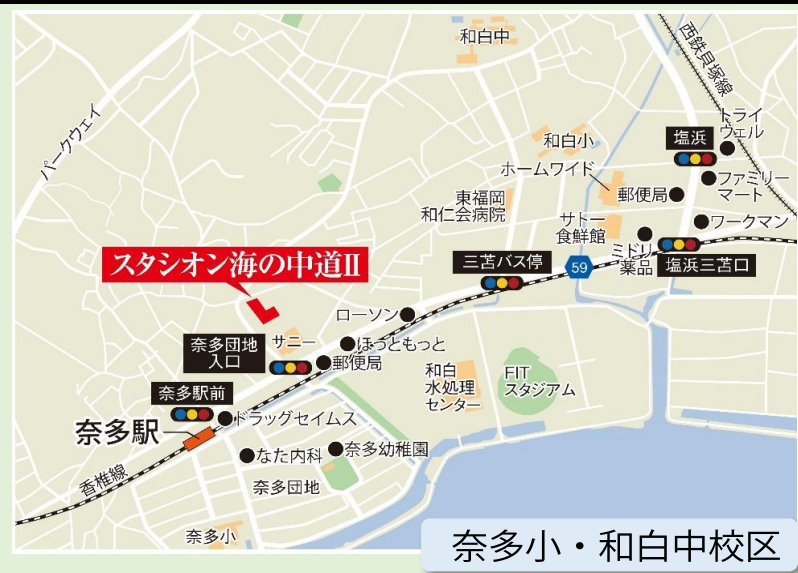 和白中
西鉄貝塚線
パークウェイ
トライ
ウェル
塩浜
和白小
ホームワイド
ファミリー
マート
郵便局
東福岡
和仁会病院
サトー
食鮮館
ワークマン
ミドリ
薬品
塩浜三苫口
三苫バス停
59
スタシオン海の中道II
ローソン
奈多団地
入口
サニー
ほっともっと
郵便局
和白
水処理
センター
FIT
スタジアム
奈多駅前
ドラッグセイムス
奈多駅
なた内科
奈多幼稚園
香椎線
奈多団地
奈多小
奈多小・和白中校区